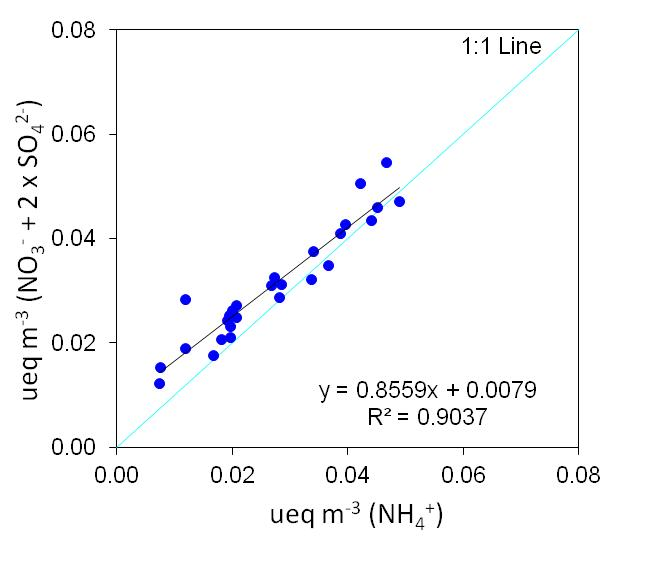 0.08
1:1 Line
0.06
0.04
0.02
0.00
ueq m⁻³ (NO₃⁻ + 2 x SO₄²⁻)
y = 0.8559x + 0.0079
R² = 0.9037
0.00 0.02 0.04 0.06 0.08
ueq m⁻³ (NH₄⁺)